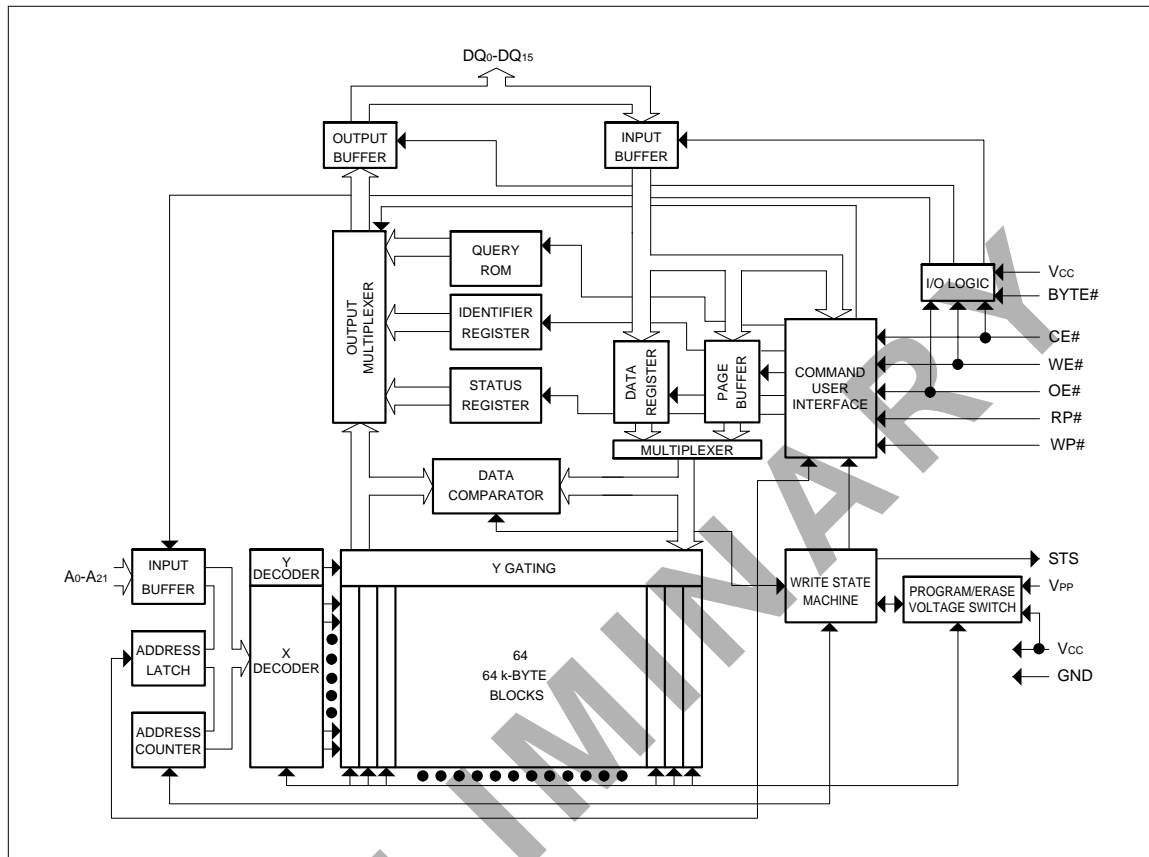 DQ0-DQ15
OUTPUT
BUFFER
INPUT
BUFFER
QUERY
ROM
I/O LOGIC
VCC
BYTE#
OUTPUT
MULTIPLEXER
IDENTIFIER
REGISTER
CE#
STATUS
REGISTER
DATA
REGISTER
PAGE
BUFFER
COMMAND
USER
INTERFACE
WE#
OE#
RP#
WP#
MULTIPLEXER
DATA
COMPARATOR
A0-A21
INPUT
BUFFER
Y
DECODER
Y GATING
WRITE STATE
MACHINE
STS
PROGRAM/ERASE
VOLTAGE SWITCH
VPP
VCC
GND
ADDRESS
LATCH
X
DECODER
64
64 k-BYTE
BLOCKS
ADDRESS
COUNTER
LIMINARY